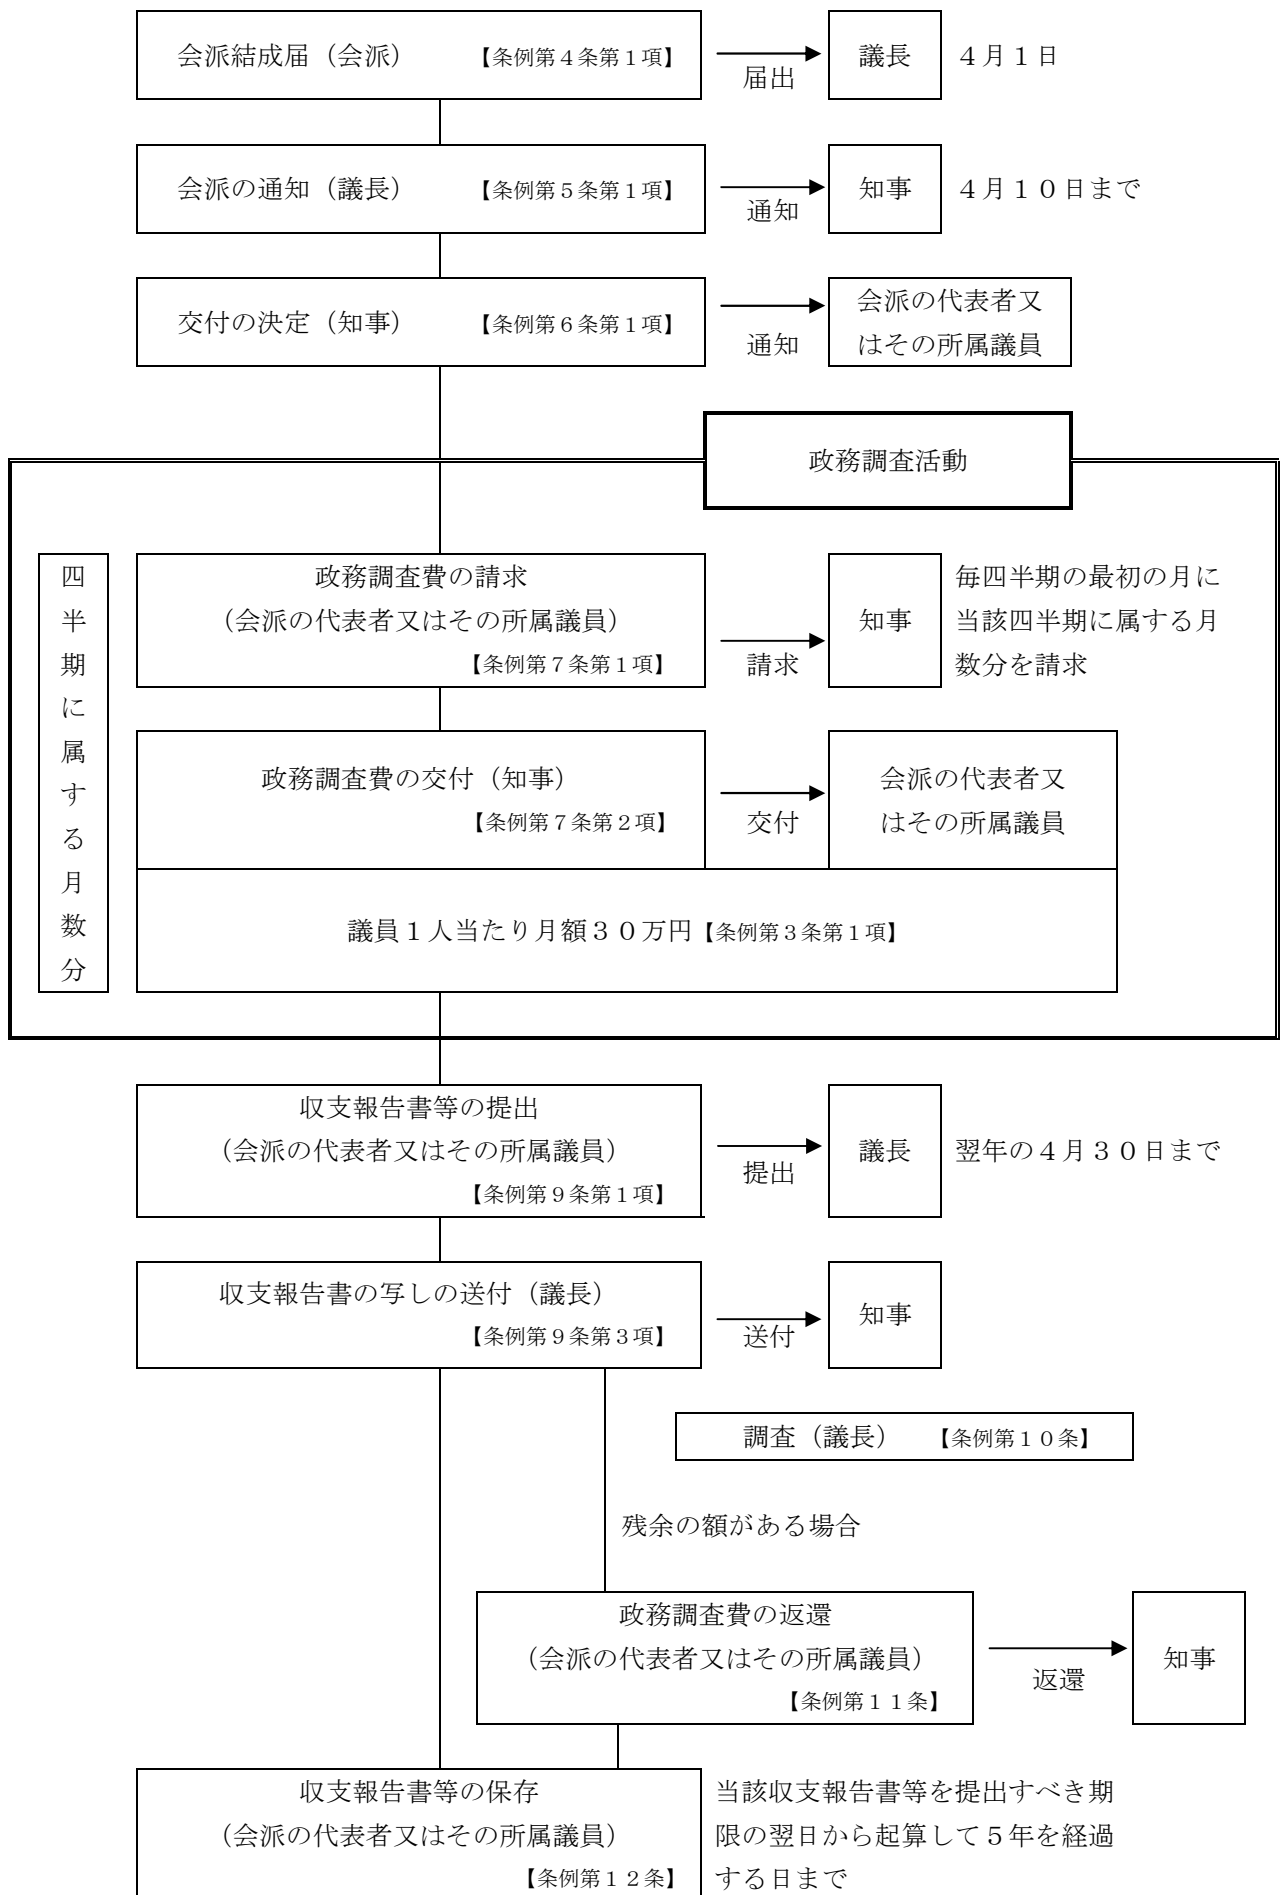 会派結成届（会派）　【条例第４条第１項】
届出
議長
４月１日
会派の通知（議長）　【条例第５条第１項】
通知
知事
４月１０日まで
交付の決定（知事）　【条例第６条第１項】
通知
会派の代表者又
はその所属議員
政務調査活動
四半期に属する月数分
政務調査費の請求
（会派の代表者又はその所属議員）
【条例第７条第１項】
請求
知事
毎四半期の最初の月に
当該四半期に属する月
数分を請求
政務調査費の交付（知事）
【条例第７条第２項】
交付
会派の代表者又
はその所属議員
議員１人当たり月額３０万円【条例第３条第１項】
収支報告書等の提出
（会派の代表者又はその所属議員）
【条例第９条第１項】
提出
議長
翌年の４月３０日まで
収支報告書の写しの送付（議長）
【条例第９条第３項】
送付
知事
調査（議長）　【条例第１０条】
残余の額がある場合
政務調査費の返還
（会派の代表者又はその所属議員）
【条例第１１条】
返還
知事
収支報告書等の保存
（会派の代表者又はその所属議員）
【条例第１２条】
当該収支報告書等を提出すべき期
限の翌日から起算して５年を経過
する日まで